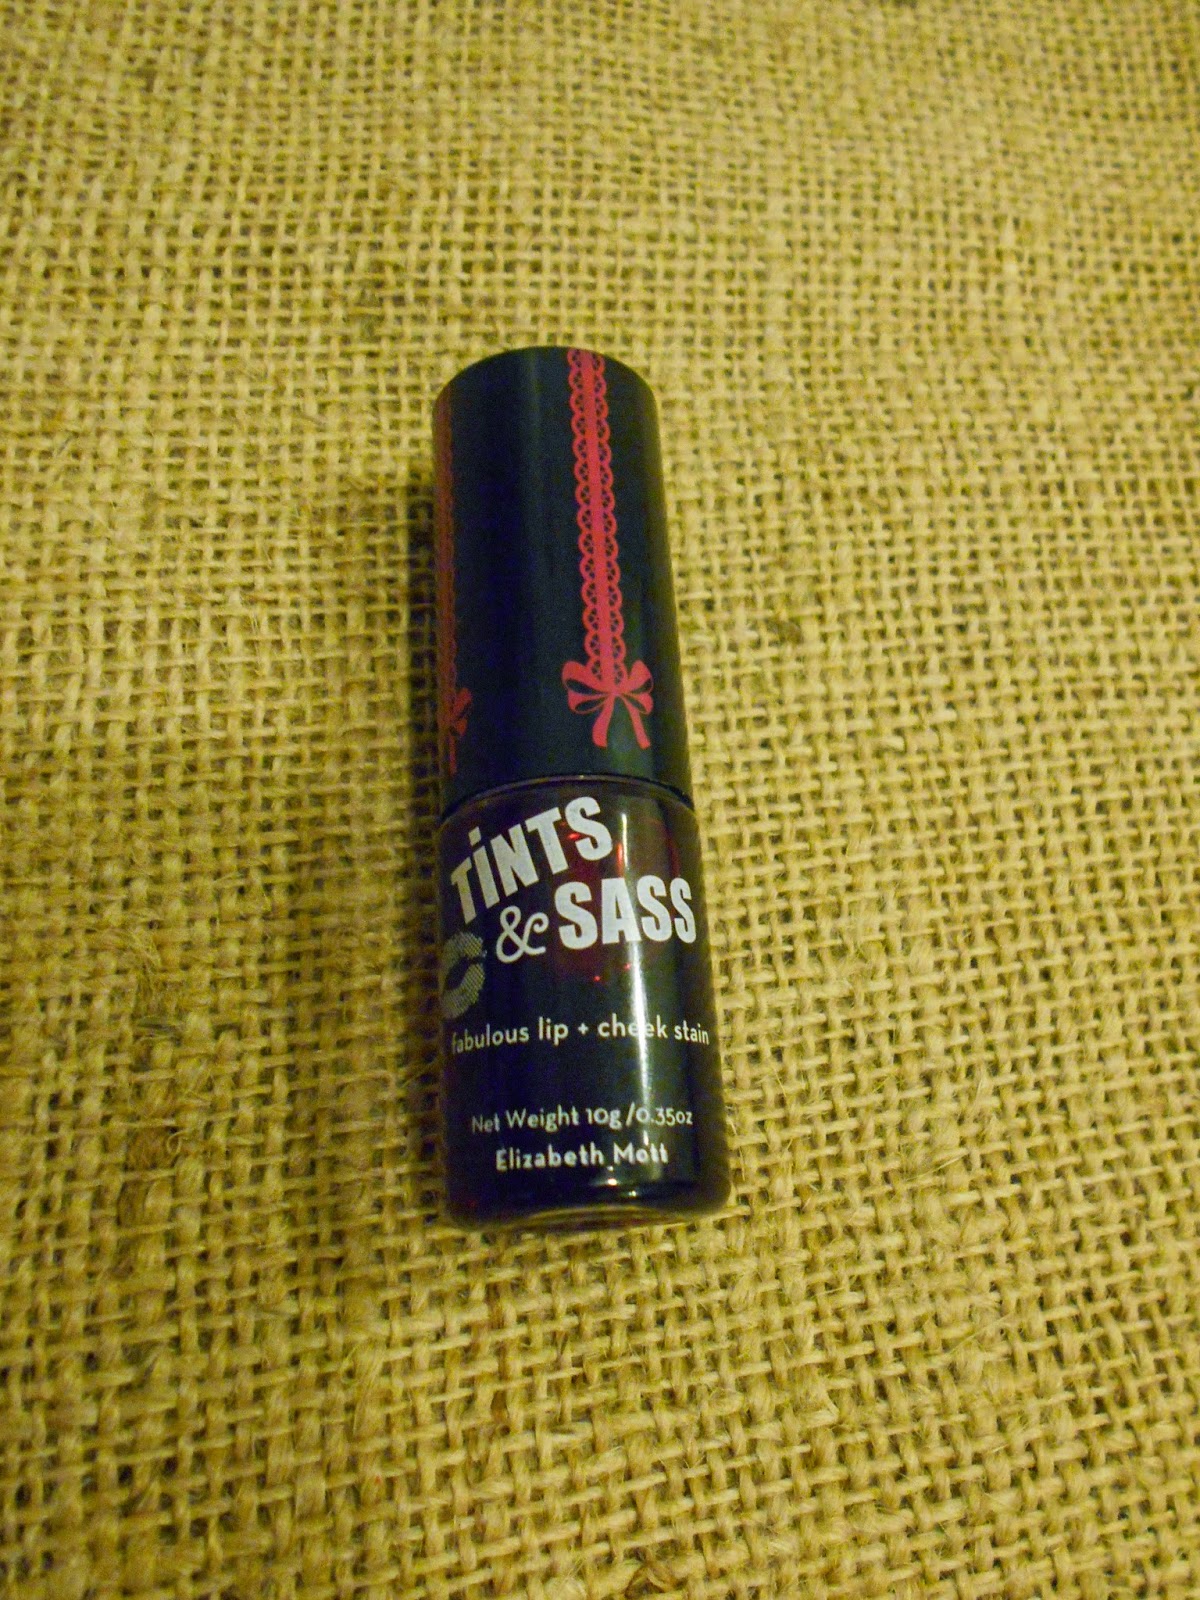 TiNTS
& SASS
fabulous lip + cheek stain
Net Weight 10g/0.35oz
Elizabeth Mott